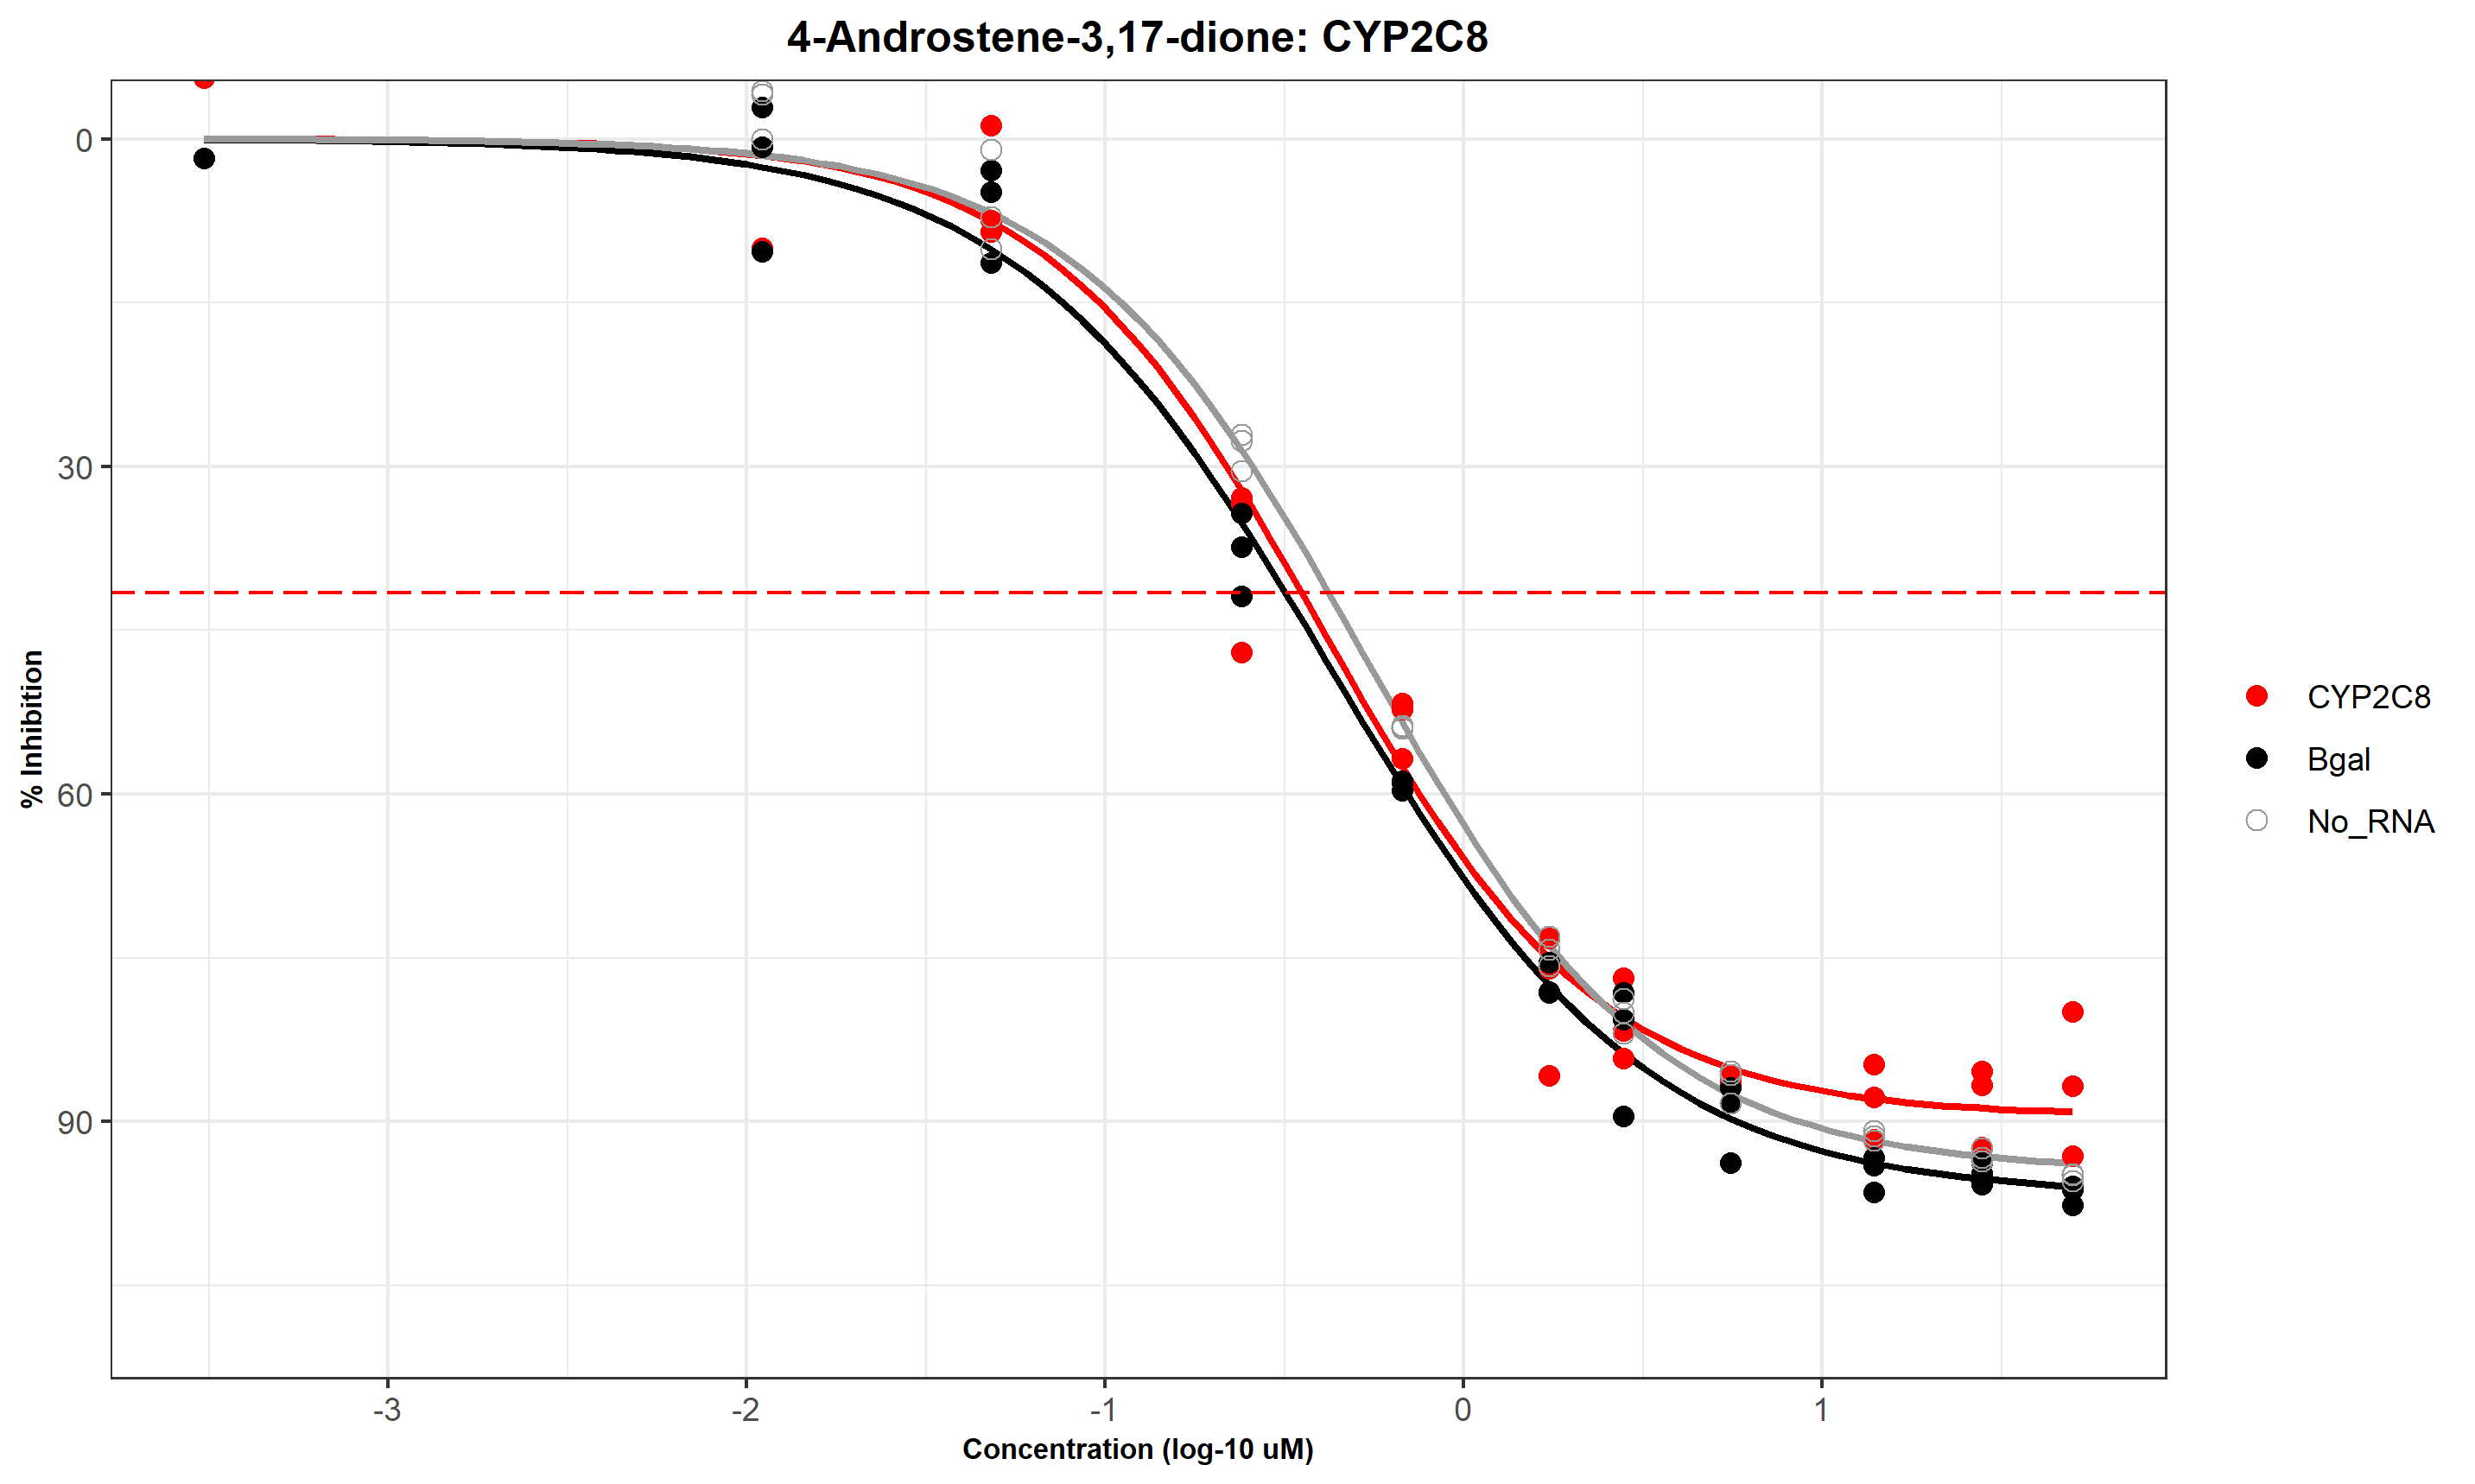 4-Androstene-3,17-dione: CYP2C8
% Inhibition
0
30
60
90
-3
-2
-1
0
1
Concentration (log-10 uM)
CYP2C8
Bgal
No_RNA